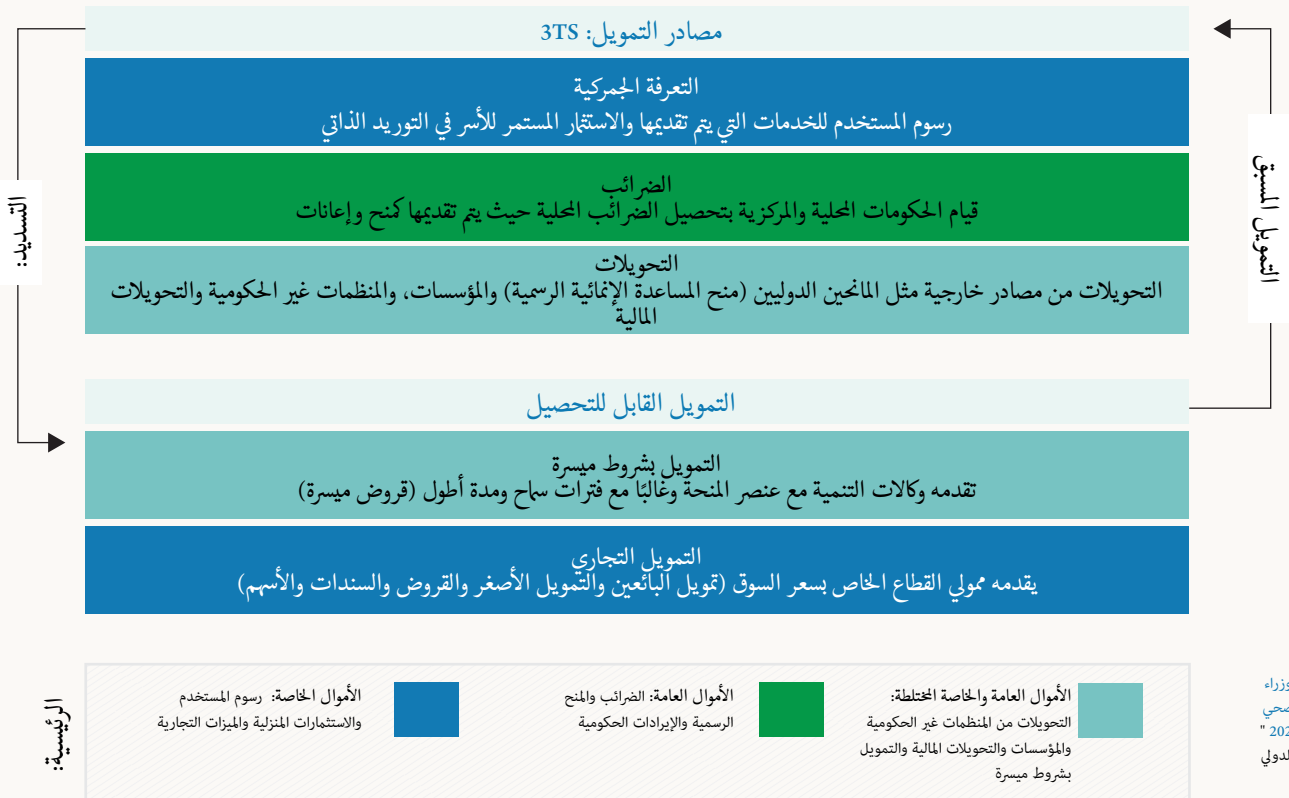 مصادر التمويل: 3TS
التعرفة الجمركية
رسوم المستخدم للخدمات التي يتم تقديمها والاستثمار المستمر للأسر في التوريد الذاتي
الضرائب
قيام الحكومات المحلية والمركزية بتحصيل الضرائب المحلية حيث يتم تقديمها كمنح وإعانات
التحويلات
التحويلات من مصادر خارجية مثل المانحين الدوليين (منح المساعدة الإنمائية الرسمية) والمؤسسات، والمنظمات غير الحكومية والتحويلات
المالية
التمويل المسبق
التسديد:
التمويل القابل للتحصيل
التمويل بشروط ميسرة
تقدمه وكالات التنمية مع عنصر المنحة وغالبًا مع فترات سماح ومدة أطول (قروض ميسرة)
التمويل التجاري
يقدمه ممولي القطاع الخاص بسعر السوق (تمويل البائعين والتمويل الأصغر والقروض والسندات والأسهم)
الرئيسية:
الأموال العامة والخاصة المختلطة:
التحويلات من المنظمات غير الحكومية
والمؤسسات والتحويلات المالية والتمويل
بشروط ميسرة
الأموال العامة: الضرائب والمنح
الرسمية والإيرادات الحكومية
الأموال الخاصة: رسوم المستخدم
والاستثمارات المنزلية والميزات التجارية